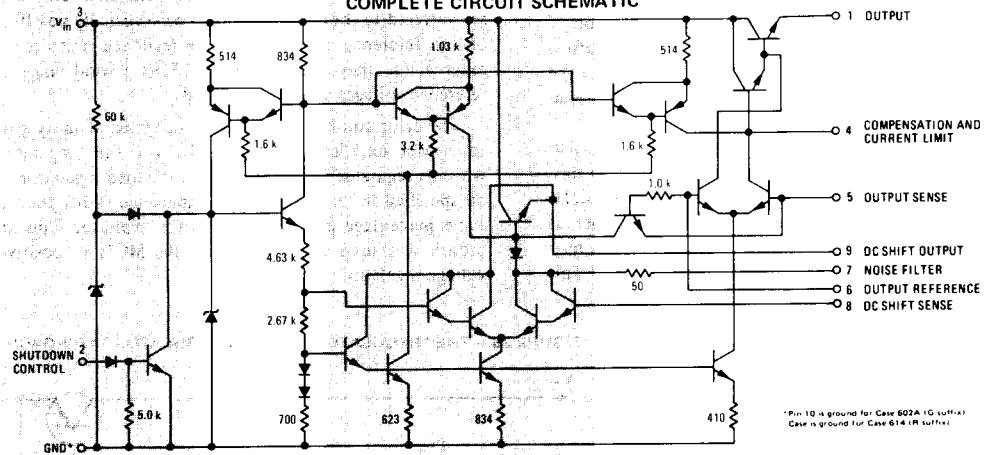 COMPLETE CIRCUIT SCHEMATIC
3
Vin
1 OUTPUT
514
834
1.03 k
514
60 k
1.6 k
3.2 k
1.6 k
4 COMPENSATION AND
CURRENT LIMIT
1.0 k
5 OUTPUT SENSE
4.63 k
9 DC SHIFT OUTPUT
50
7 NOISE FILTER
6 OUTPUT REFERENCE
8 DC SHIFT SENSE
2.67 k
SHUTDOWN
CONTROL
2
5.0 k
700
623
834
410
*Pin 10 is ground for Case 602A (G suffix)
Case is ground for Case 614 (R suffix)
GND*